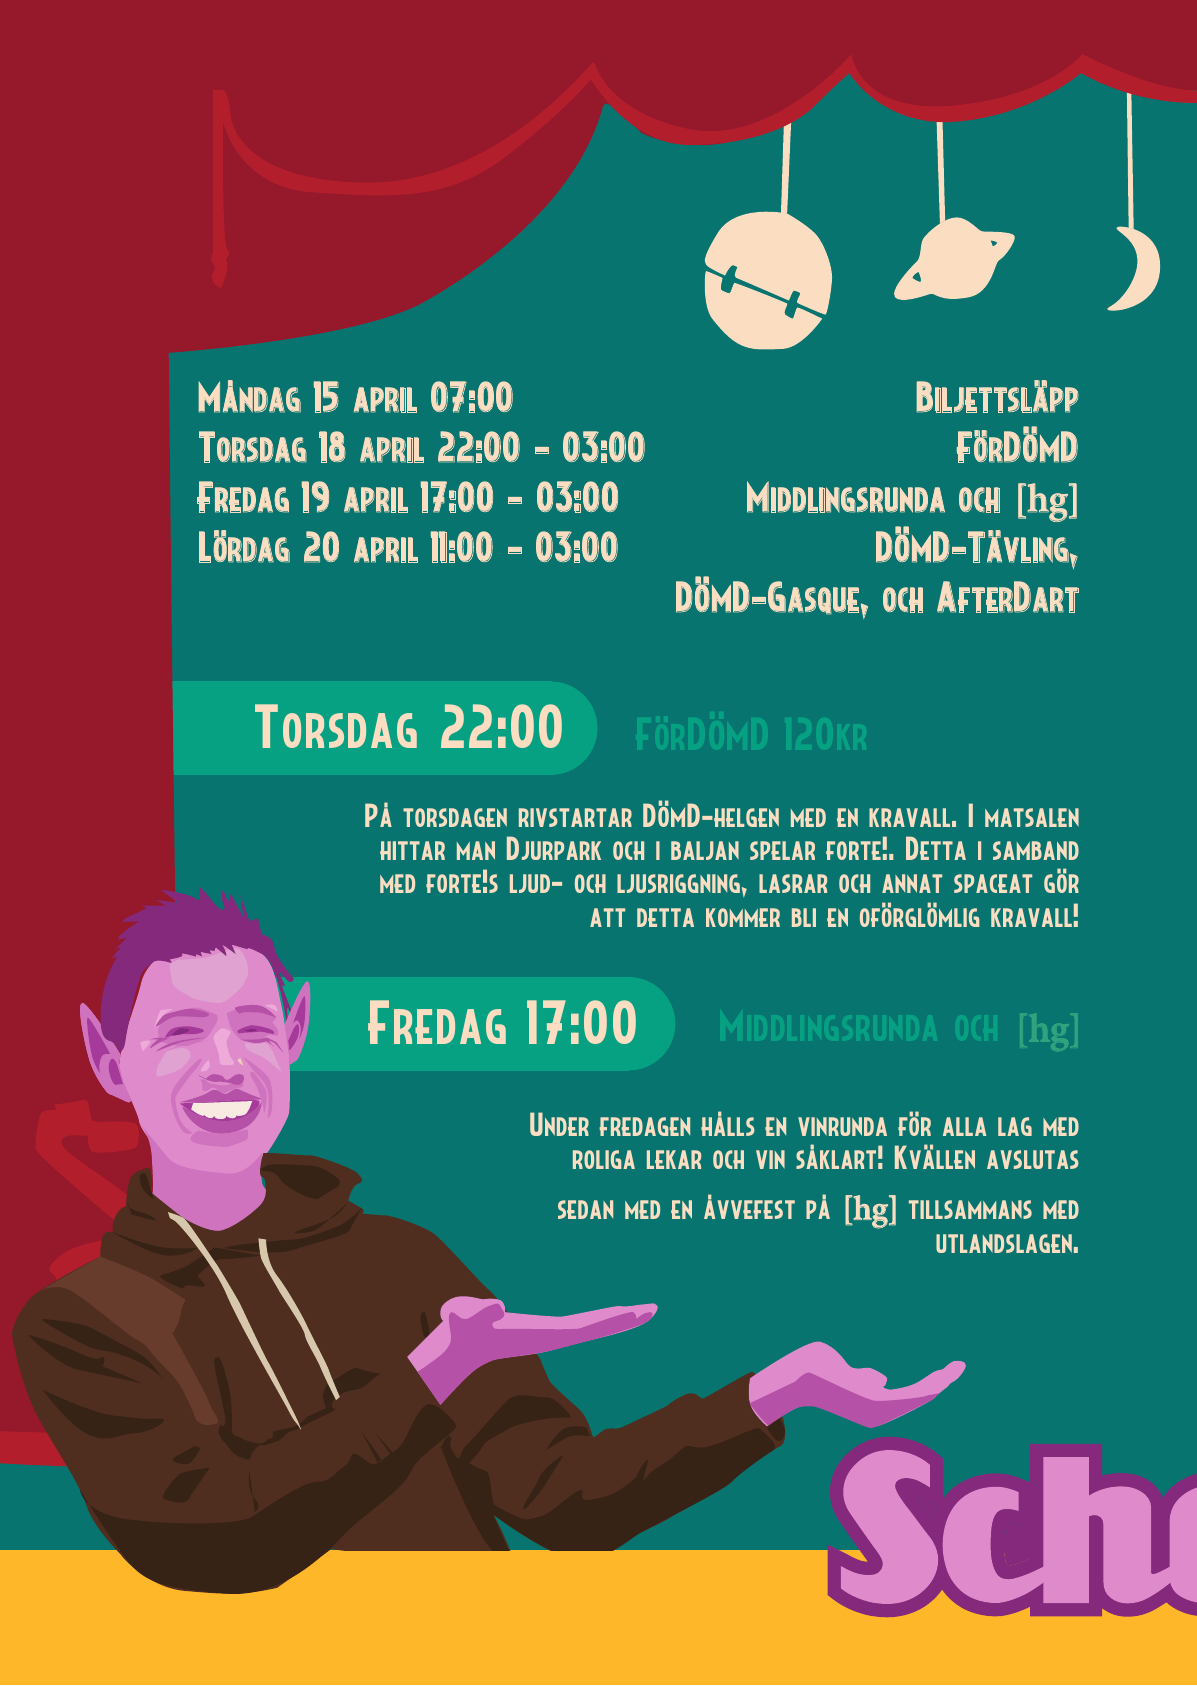 Måndag 15 april 07:00 Biljettsläpp
Torsdag 18 april 22:00 – 03:00 FörDÖMD
Fredag 19 april 17:00 – 03:00 Middlingsrunda och [hg]
Lördag 20 april 11:00 – 03:00 DÖMD-Tävling,
DÖMD-Gasque, och AfterDart
Torsdag 22:00 FörDÖMD 120kr
På torsdagen rivstartar DömD-helgen med en kravall. I matsalen
hittar man Djurpark och i baljan spelar forte!. Detta i samband
med forte!s ljud- och ljusriggning, lasrar och annat spaceat gör
att detta kommer bli en oförglömlig kravall!
Fredag 17:00 Middlingsrunda och [hg]
Under fredagen hålls en vinrunda för alla lag med
roliga lekar och vin såklart! Kvällen avslutas
sedan med en åvvefest på [hg] tillsammans med
utlandslagen.
Sche